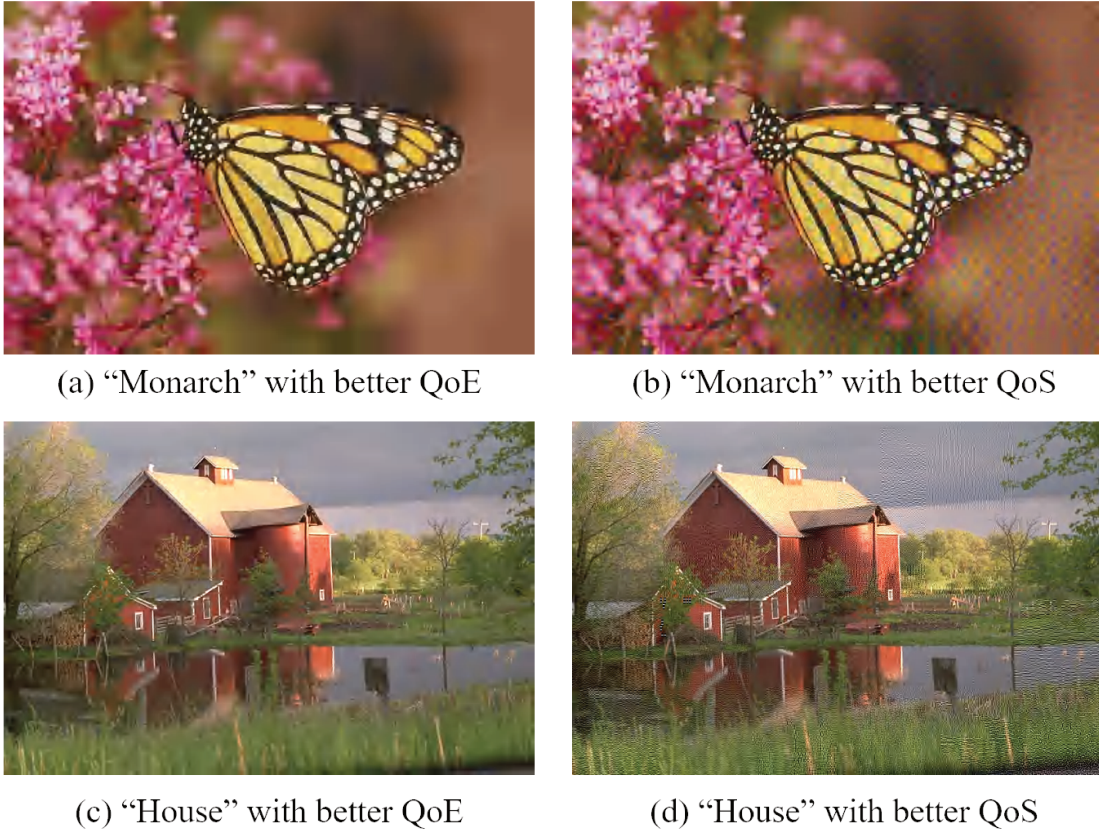 (a) “Monarch” with better QoE
(b) “Monarch” with better QoS
(c) “House” with better QoE
(d) “House” with better QoS